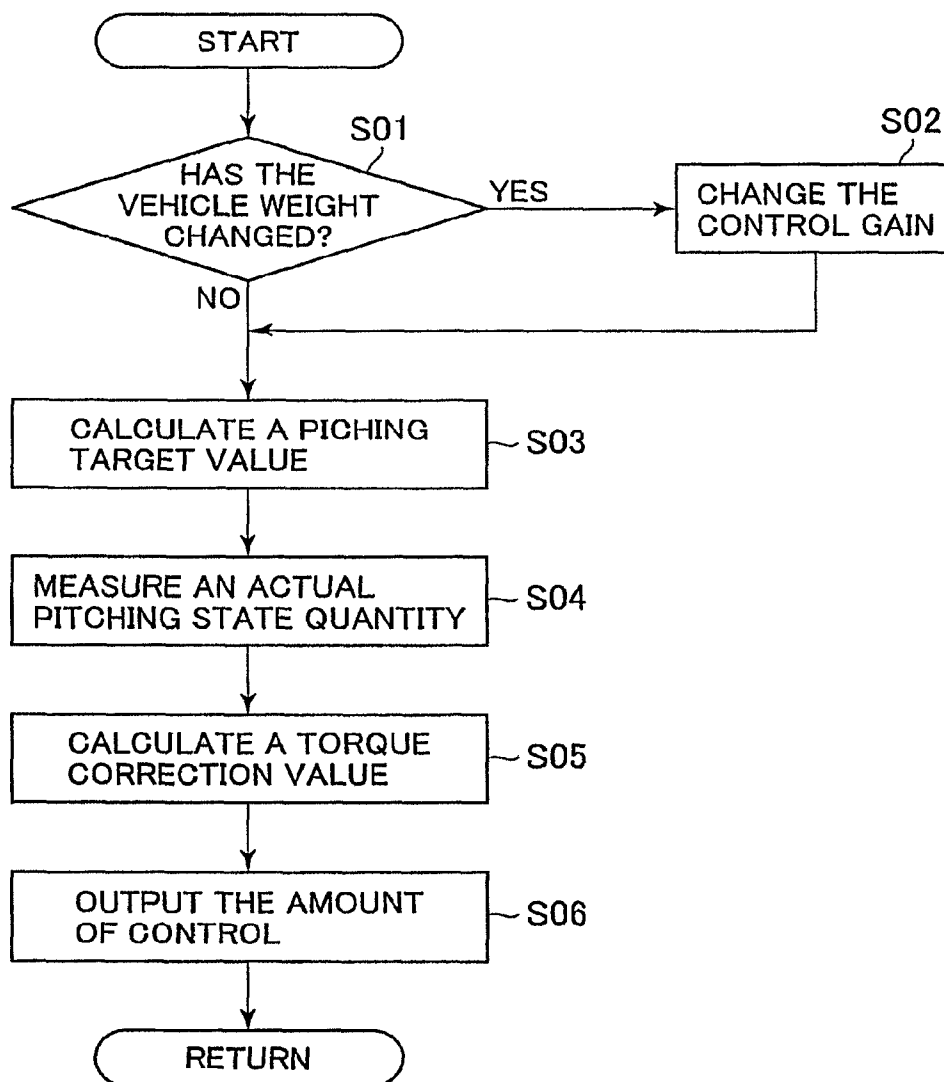 START
S01
HAS THE
VEHICLE WEIGHT
CHANGED?
YES
S02
CHANGE THE
CONTROL GAIN
NO
CALCULATE A PICHING
TARGET VALUE
S03
MEASURE AN ACTUAL
PITCHING STATE QUANTITY
S04
CALCULATE A TORQUE
CORRECTION VALUE
S05
OUTPUT THE AMOUNT
OF CONTROL
S06
RETURN